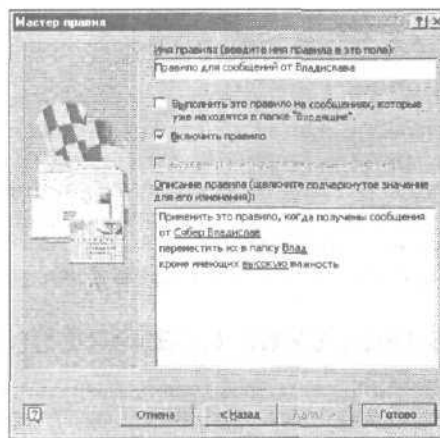 Мастер правил
Имя правила (введите имя правила в это поле):
Правило для сообщений от Владислава
Выполнить это правило на сообщениях, которые
уже находятся в папке "Входящие".
Включить правило
Описание правила (щелкните подчеркнутое значение
для его изменения):
Применить это правило, когда получены сообщения
от Сябер Владислав
переместить их в папку Влад
кроме имеющих высокую важность
Отмена
< Назад
Далее >
Готово